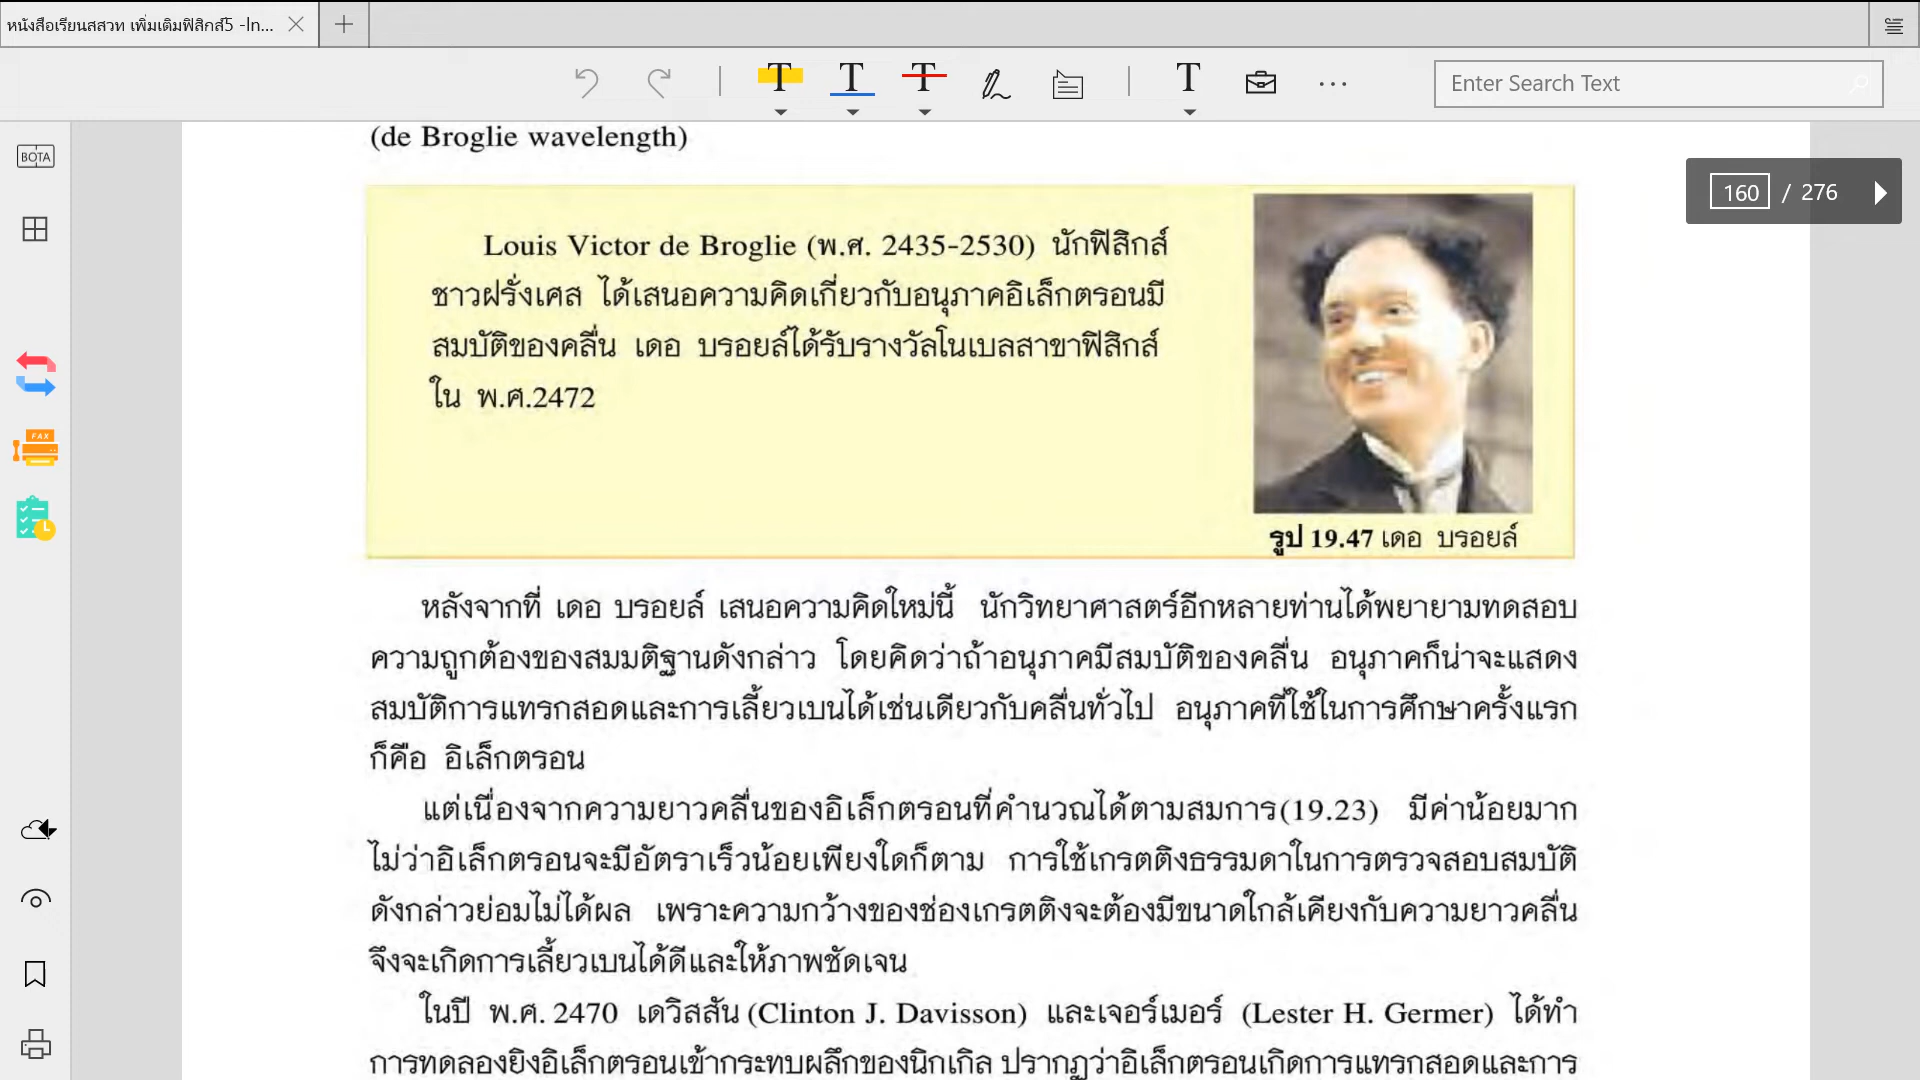 หนังสือเรียนสสวท เพิ่มเติมฟิสิกส์5 -ใท...
Enter Search Text
BOTA
FAX
160 / 276
(de Broglie wavelength)
Louis Victor de Broglie (พ.ศ. 2435-2530) นักฟิสิกส์
ชาวฝรั่งเศส ได้เสนอความคิดเกี่ยวกับอนุภาคอิเล็กตรอนมี
สมบัติของคลื่น เดอ บรอยล์ได้รับรางวัลโนเบลสาขาฟิสิกส์
ใน พ.ศ.2472
รูป 19.47 เดอ บรอยล์
หลังจากที่ เดอ บรอยล์ เสนอความคิดใหม่นี้ นักวิทยาศาสตร์อีกหลายท่านได้พยายามทดสอบ
ความถูกต้องของสมมติฐานดังกล่าว โดยคิดว่าถ้าอนุภาคมีสมบัติของคลื่น อนุภาคก็น่าจะแสดง
สมบัติการแทรกสอดและการเลี้ยวเบนได้เช่นเดียวกับคลื่นทั่วไป อนุภาคที่ใช้ในการศึกษาครั้งแรก
ก็คือ อิเล็กตรอน
แต่เนื่องจากความยาวคลื่นของอิเล็กตรอนที่คำนวณได้ตามสมการ(19.23) มีค่าน้อยมาก
ไม่ว่าอิเล็กตรอนจะมีอัตราเร็วน้อยเพียงใดก็ตาม การใช้เกรตติงธรรมดาในการตรวจสอบสมบัติ
ดังกล่าวย่อมไม่ได้ผล เพราะความกว้างของช่องเกรตติงจะต้องมีขนาดใกล้เคียงกับความยาวคลื่น
จึงจะเกิดการเลี้ยวเบนได้ดีและให้ภาพชัดเจน
ในปี พ.ศ. 2470 เดวิสสัน (Clinton J. Davisson) และเจอร์เมอร์ (Lester H. Germer) ได้ทำ
การทดลองยิงอิเล็กตรอนเข้ากระทบผลึกของนิกเกิล ปรากฏว่าอิเล็กตรอนเกิดการแทรกสอดและการ